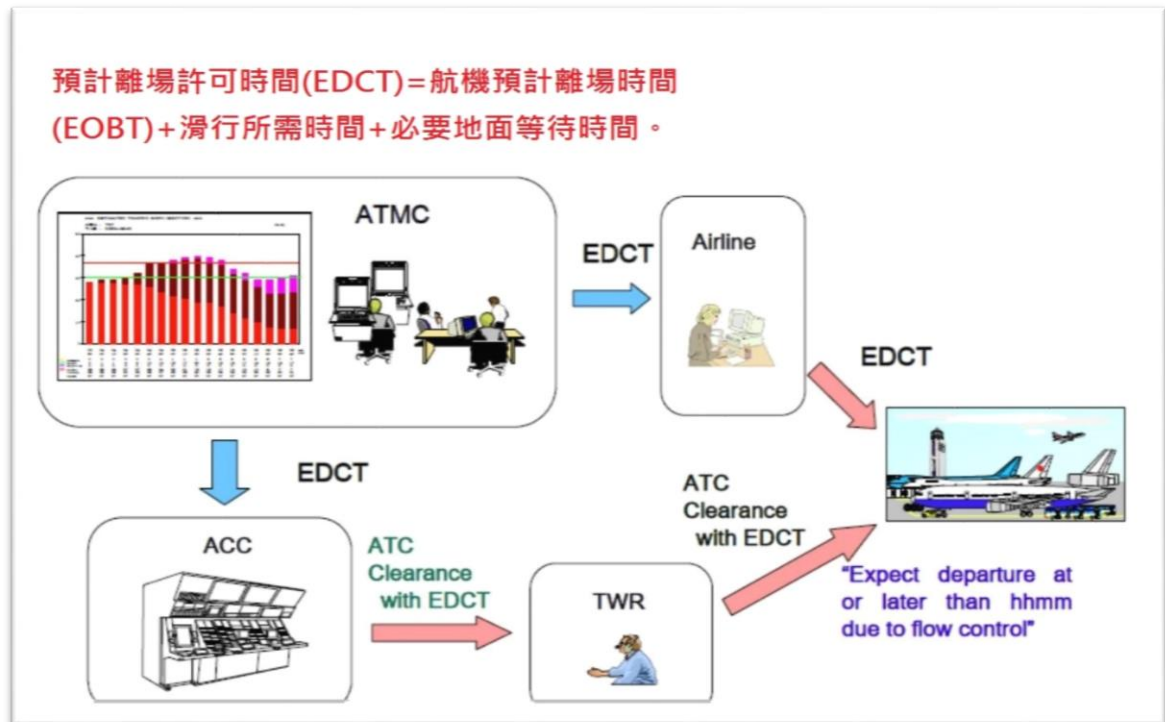 預計離場許可時間(EDCT)=航機預計離場時間
(EOBT)+滑行所需時間+必要地面等待時間。
ATMC
EDCT
Airline
EDCT
EDCT
ACC
ATC
Clearance
with EDCT
TWR
ATC
Clearance
with EDCT
“Expect departure at
or later than hhmm
due to flow control”